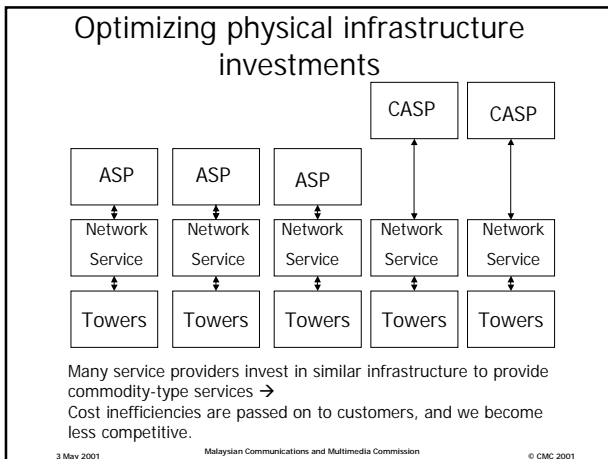 Optimizing physical infrastructure
investments
CASP CASP
ASP ASP ASP
Network Network Network Network Network
Service Service Service Service Service
Towers Towers Towers Towers Towers
Many service providers invest in similar infrastructure to provide
commodity-type services →
Cost inefficiencies are passed on to customers, and we become
less competitive.
3 May 2001 Malaysian Communications and Multimedia Commission © CMC 2001